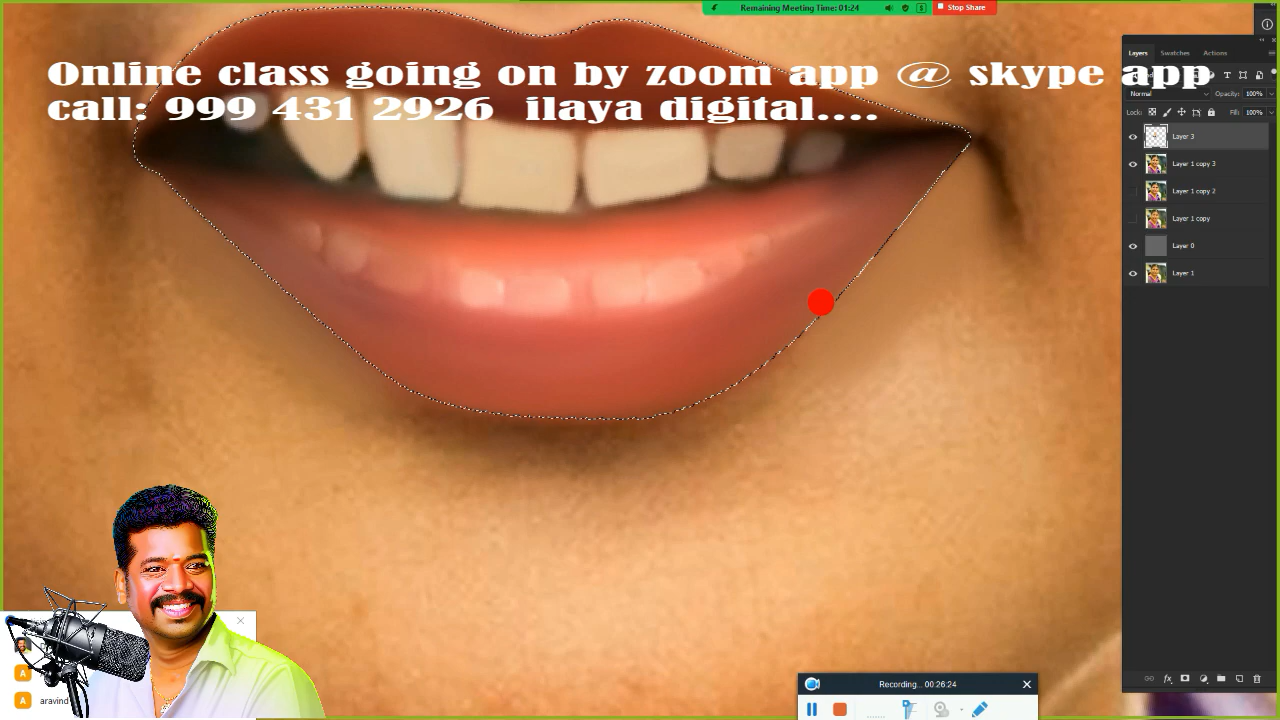 Remaining Meeting Time: 01:24
Stop Share
Online class going on by zoom app @ skype app
call: 999 431 2926 ilaya digital....
Layers Swatches Actions
Normal Opacity: 100%
Lock: Fill: 100%
Layer 3
Layer 1 copy 3
Layer 1 copy 2
Layer 1 copy
Layer 0
Layer 1
fx
A
A aravind
Recording... 00:26:24